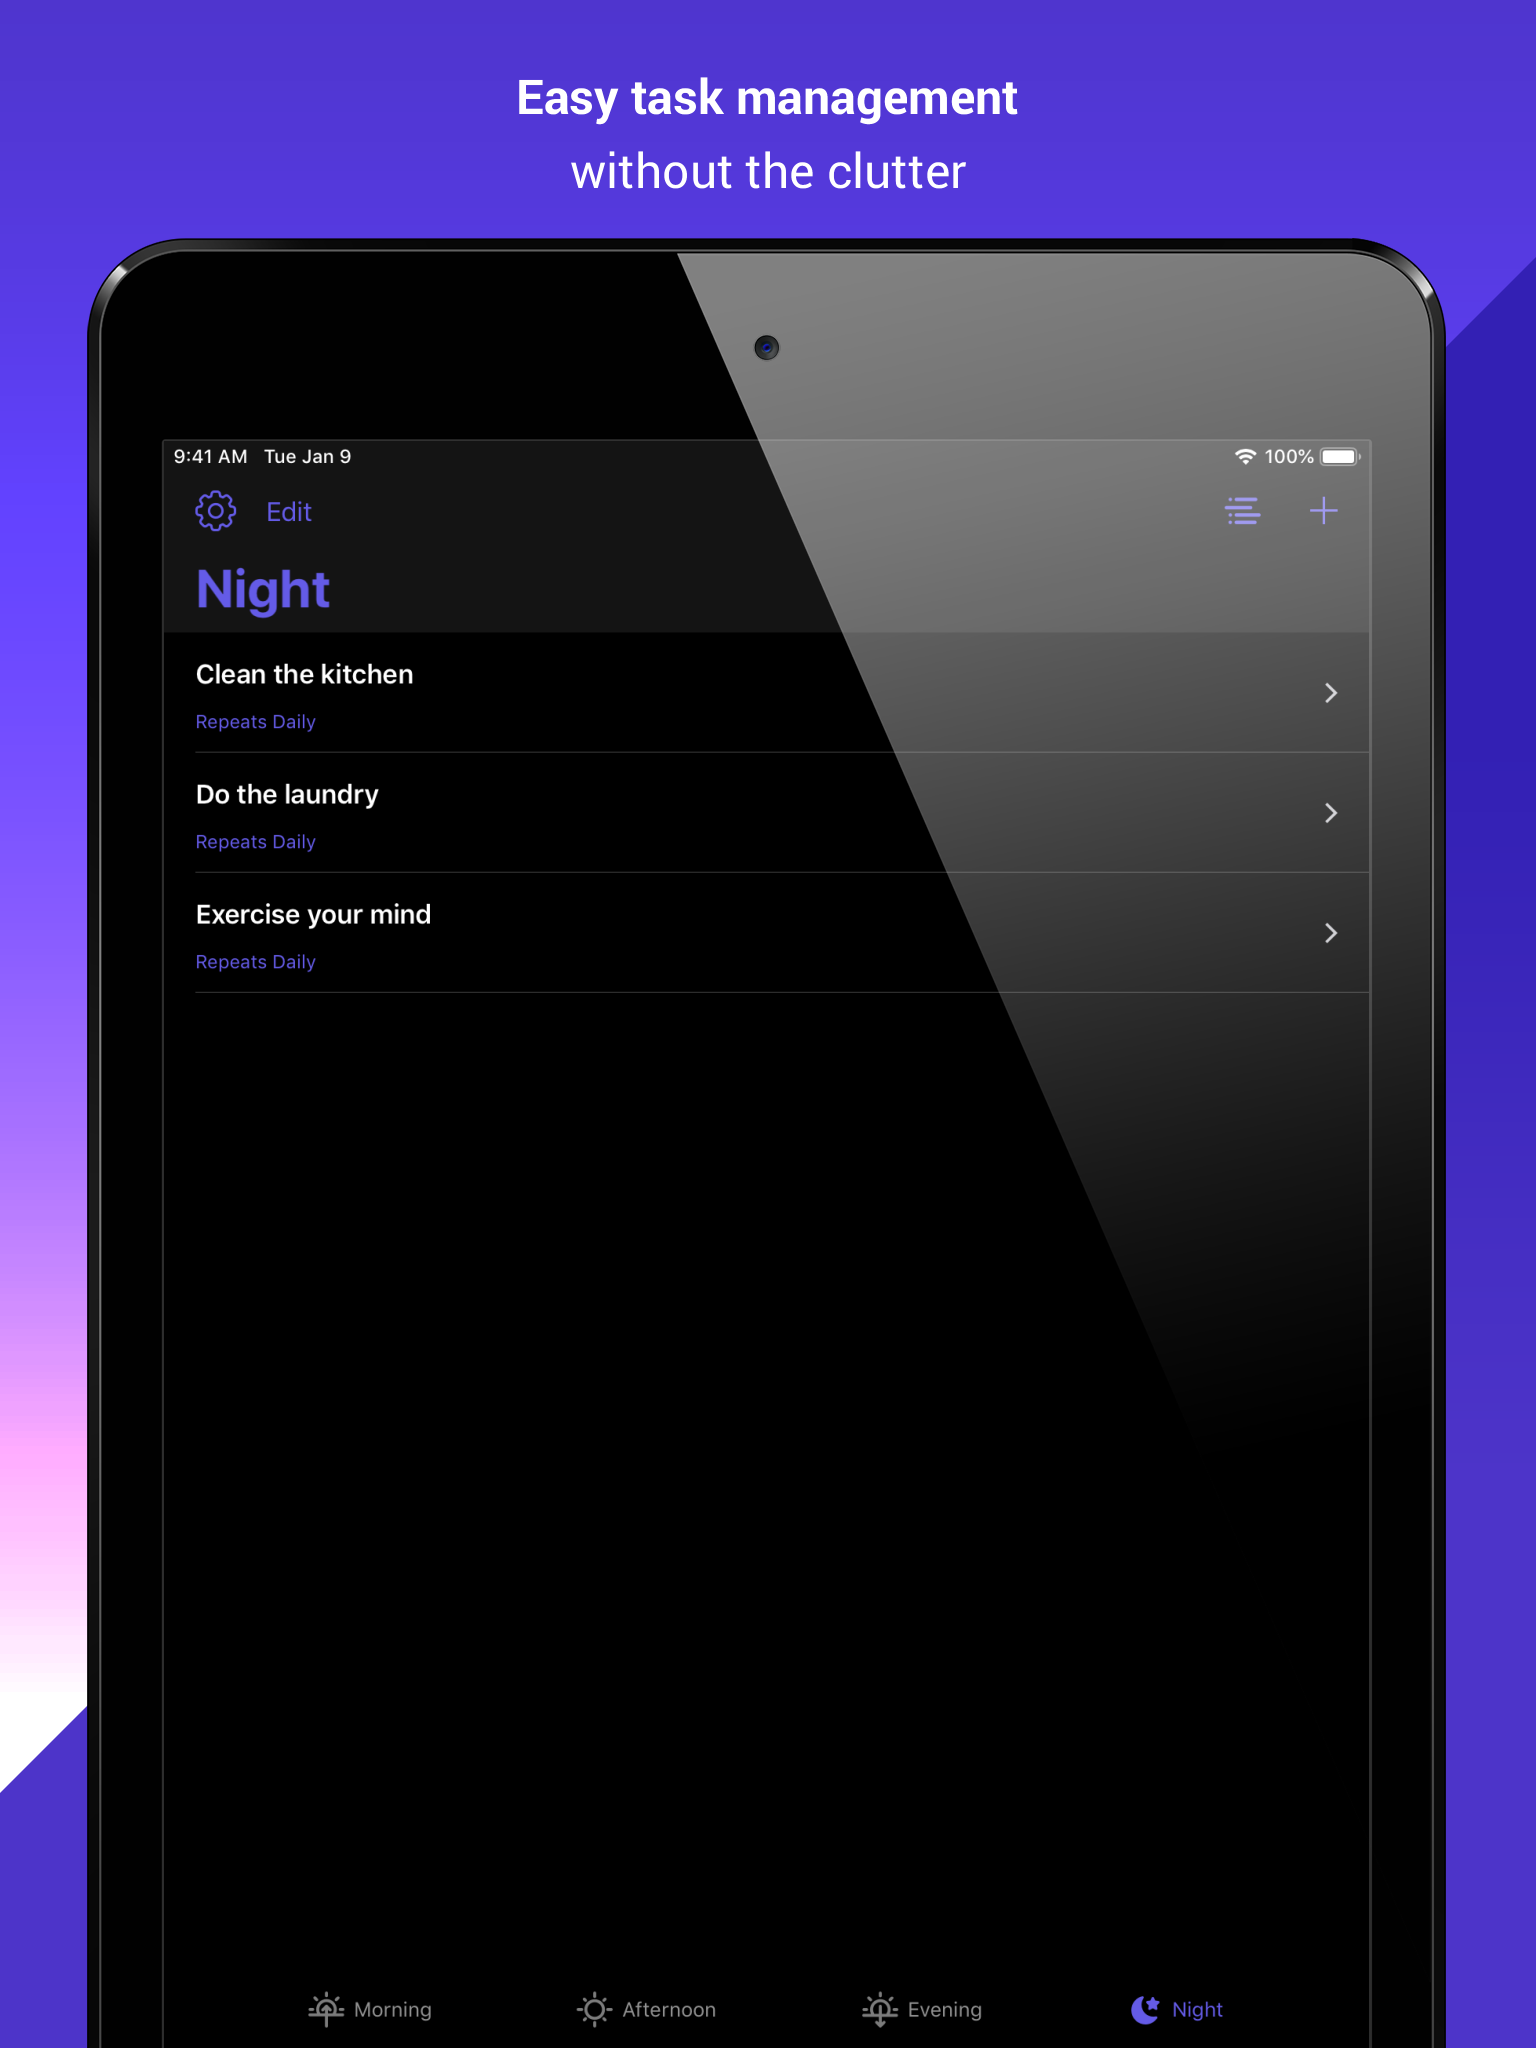 Easy task management
without the clutter
9:41 AM Tue Jan 9 100%
Edit
Night
Clean the kitchen
Repeats Daily
Do the laundry
Repeats Daily
Exercise your mind
Repeats Daily
Morning Afternoon Evening Night